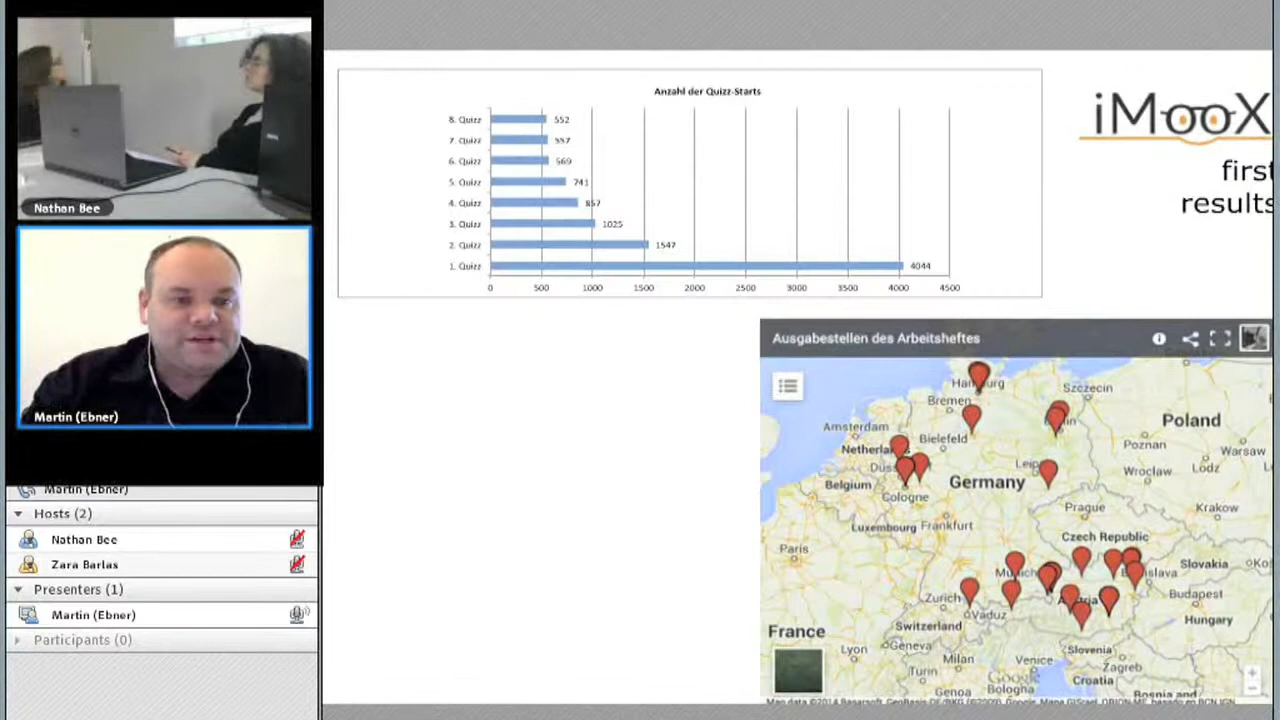 Nathan Bee
Martin (Ebner)
Martin (Ebner)
Hosts (2)
Nathan Bee
Zara Barlas
Presenters (1)
Martin (Ebner)
Participants (0)
Anzahl der Quizz-Starts
8. Quizz 552
7. Quizz 557
6. Quizz 569
5. Quizz 741
4. Quizz 857
3. Quizz 1025
2. Quizz 1547
1. Quizz 4044
0 500 1000 1500 2000 2500 3000 3500 4000 4500
iMooX
first
results
Ausgabestellen des Arbeitsheftes
Hamburg
Szczecin
Bremen
Poland
Amsterdam
Bielefeld
Poznan
Warsaw
Lodz
Wroclaw
Belgium
Germany
Cologne
Prague
Krakow
Luxembourg Frankfurt
Czech Republic
Paris
Slovakia
Zurich
Vaduz
Budapest
Switzerland
Hungary
France
Geneva
Lyon
Milan
Venice
Slovenia
Zagreb
Turin
Croatia
Google
Genoa
Bologna
Bosnia and